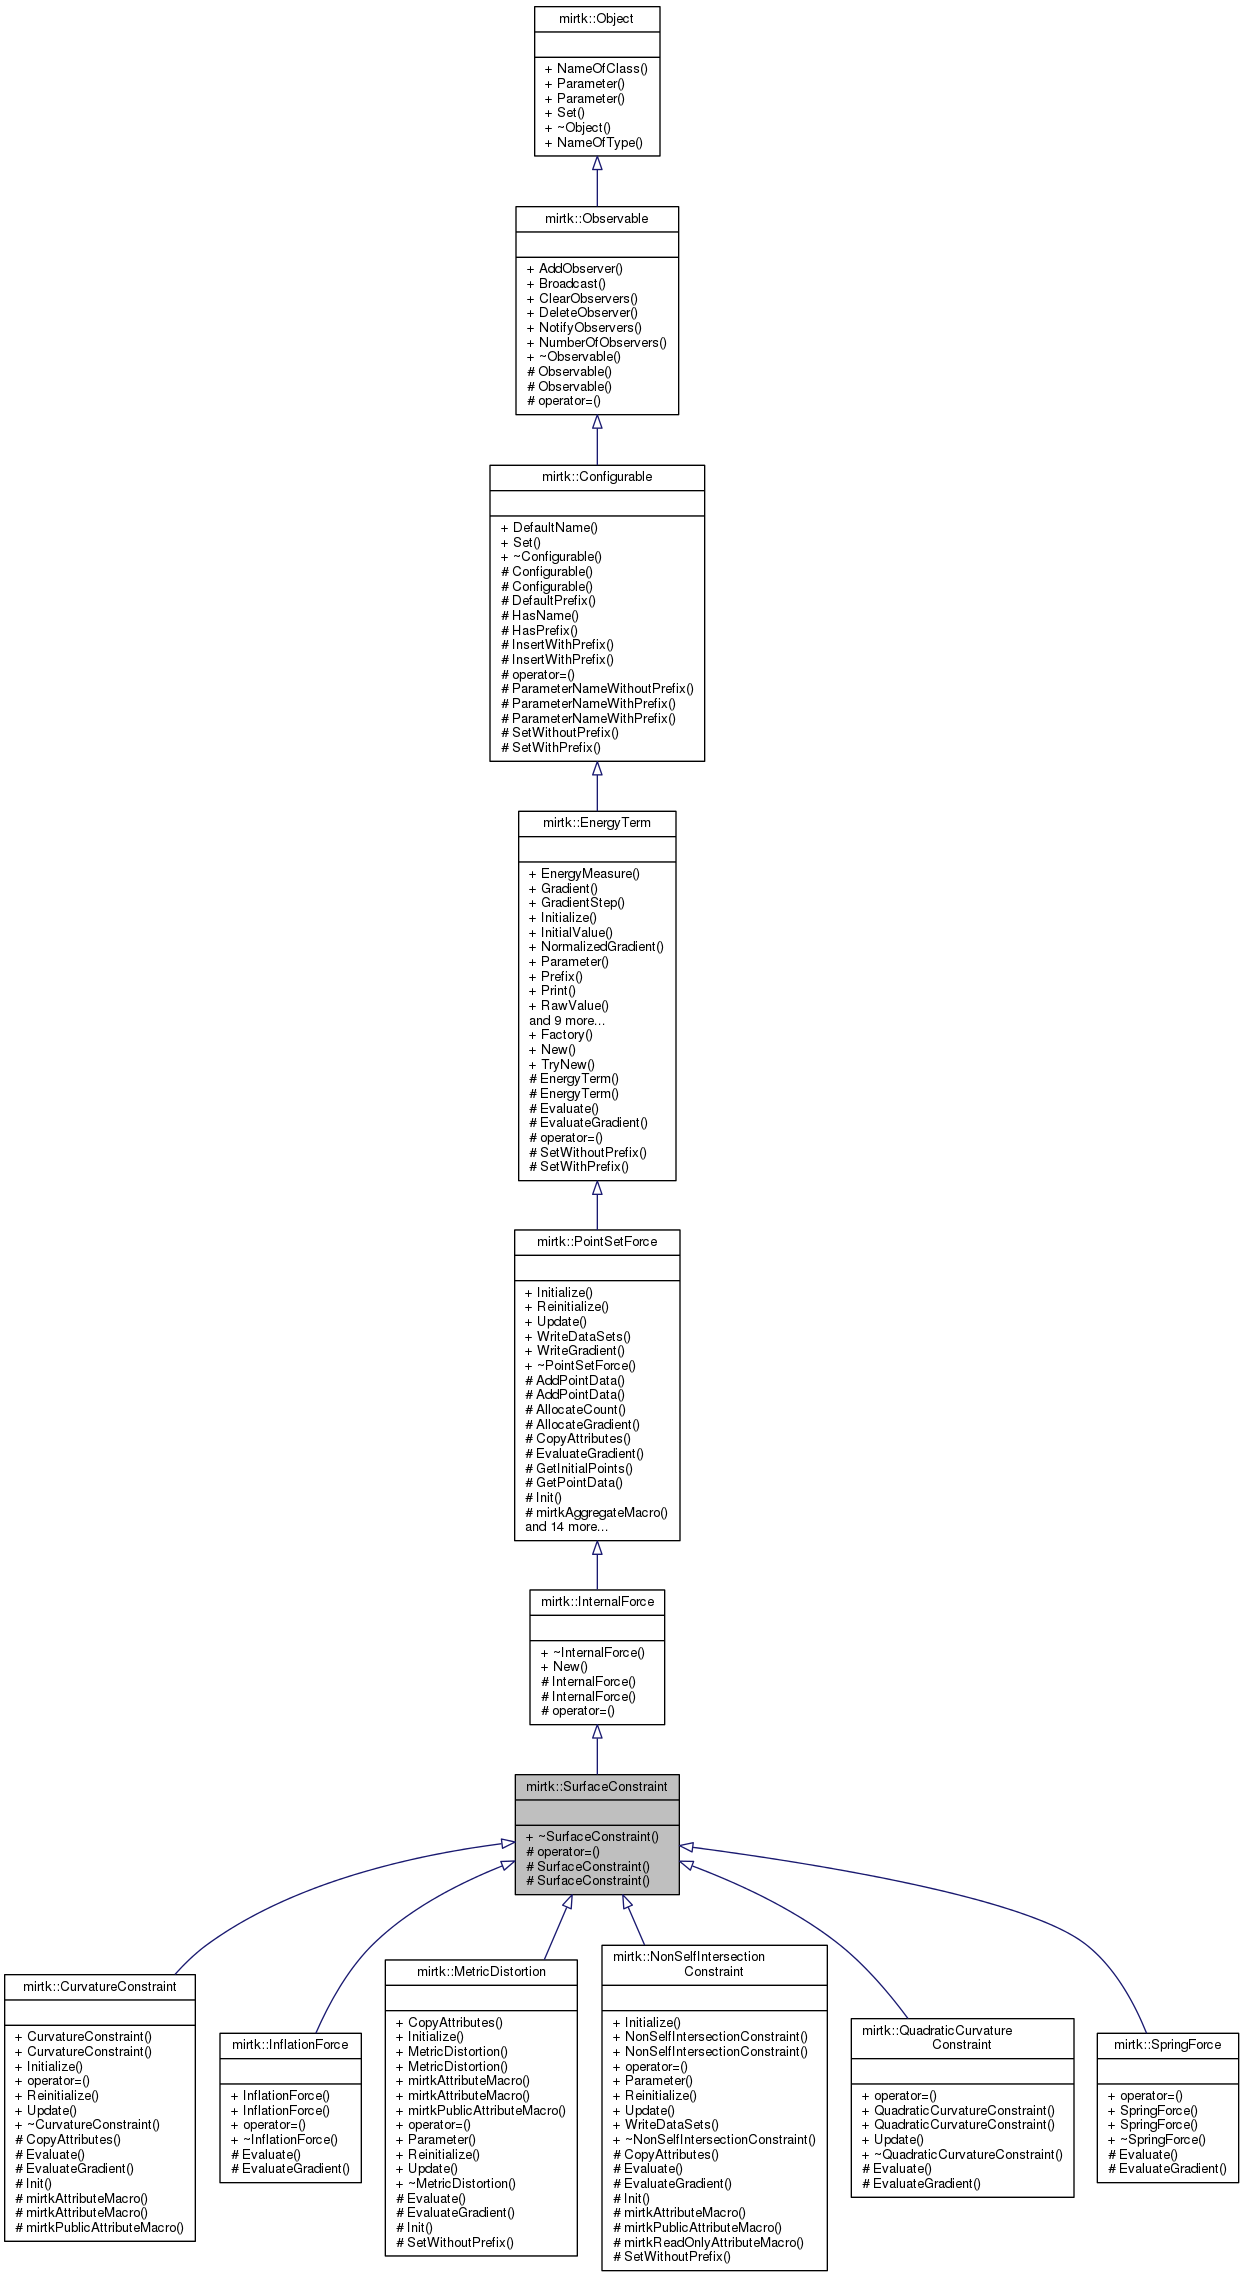 mirtk::Object
+ NameOfClass()
+ Parameter()
+ Parameter()
+ Set()
+ ~Object()
+ NameOfType()
mirtk::Observable
+ AddObserver()
+ Broadcast()
+ ClearObservers()
+ DeleteObserver()
+ NotifyObservers()
+ NumberOfObservers()
+ ~Observable()
# Observable()
# Observable()
# operator=()
mirtk::Configurable
+ DefaultName()
+ Set()
+ ~Configurable()
# Configurable()
# Configurable()
# DefaultPrefix()
# HasName()
# HasPrefix()
# InsertWithPrefix()
# InsertWithPrefix()
# operator=()
# ParameterNameWithoutPrefix()
# ParameterNameWithPrefix()
# ParameterNameWithPrefix()
# SetWithoutPrefix()
# SetWithPrefix()
mirtk::EnergyTerm
+ EnergyMeasure()
+ Gradient()
+ GradientStep()
+ Initialize()
+ InitialValue()
+ NormalizedGradient()
+ Parameter()
+ Prefix()
+ Print()
+ RawValue()
and 9 more...
+ Factory()
+ New()
+ TryNew()
# EnergyTerm()
# EnergyTerm()
# Evaluate()
# EvaluateGradient()
# operator=()
# SetWithoutPrefix()
# SetWithPrefix()
mirtk::PointSetForce
+ Initialize()
+ Reinitialize()
+ Update()
+ WriteDataSets()
+ WriteGradient()
+ ~PointSetForce()
# AddPointData()
# AddPointData()
# AllocateCount()
# AllocateGradient()
# CopyAttributes()
# EvaluateGradient()
# GetInitialPoints()
# GetPointData()
# Init()
# mirtkAggregateMacro()
and 14 more...
mirtk::InternalForce
+ ~InternalForce()
+ New()
# InternalForce()
# InternalForce()
# operator=()
mirtk::SurfaceConstraint
+ ~SurfaceConstraint()
# operator=()
# SurfaceConstraint()
# SurfaceConstraint()
mirtk::CurvatureConstraint
+ CurvatureConstraint()
+ CurvatureConstraint()
+ Initialize()
+ operator=()
+ Reinitialize()
+ Update()
+ ~CurvatureConstraint()
# CopyAttributes()
# Evaluate()
# EvaluateGradient()
# Init()
# mirtkAttributeMacro()
# mirtkAttributeMacro()
# mirtkPublicAttributeMacro()
mirtk::InflationForce
+ InflationForce()
+ InflationForce()
+ operator=()
+ ~InflationForce()
# Evaluate()
# EvaluateGradient()
mirtk::MetricDistortion
+ CopyAttributes()
+ Initialize()
+ MetricDistortion()
+ MetricDistortion()
+ mirtkAttributeMacro()
+ mirtkAttributeMacro()
+ mirtkPublicAttributeMacro()
+ operator=()
+ Parameter()
+ Reinitialize()
+ Update()
+ ~MetricDistortion()
# Evaluate()
# EvaluateGradient()
# Init()
# SetWithoutPrefix()
mirtk::NonSelfIntersection
Constraint
+ Initialize()
+ NonSelfIntersectionConstraint()
+ NonSelfIntersectionConstraint()
+ operator=()
+ Parameter()
+ Reinitialize()
+ Update()
+ WriteDataSets()
+ ~NonSelfIntersectionConstraint()
# CopyAttributes()
# Evaluate()
# EvaluateGradient()
# Init()
# mirtkAttributeMacro()
# mirtkPublicAttributeMacro()
# mirtkReadOnlyAttributeMacro()
# SetWithoutPrefix()
mirtk::QuadraticCurvature
Constraint
+ operator=()
+ QuadraticCurvatureConstraint()
+ QuadraticCurvatureConstraint()
+ Update()
+ ~QuadraticCurvatureConstraint()
# Evaluate()
# EvaluateGradient()
mirtk::SpringForce
+ operator=()
+ SpringForce()
+ SpringForce()
+ ~SpringForce()
# Evaluate()
# EvaluateGradient()